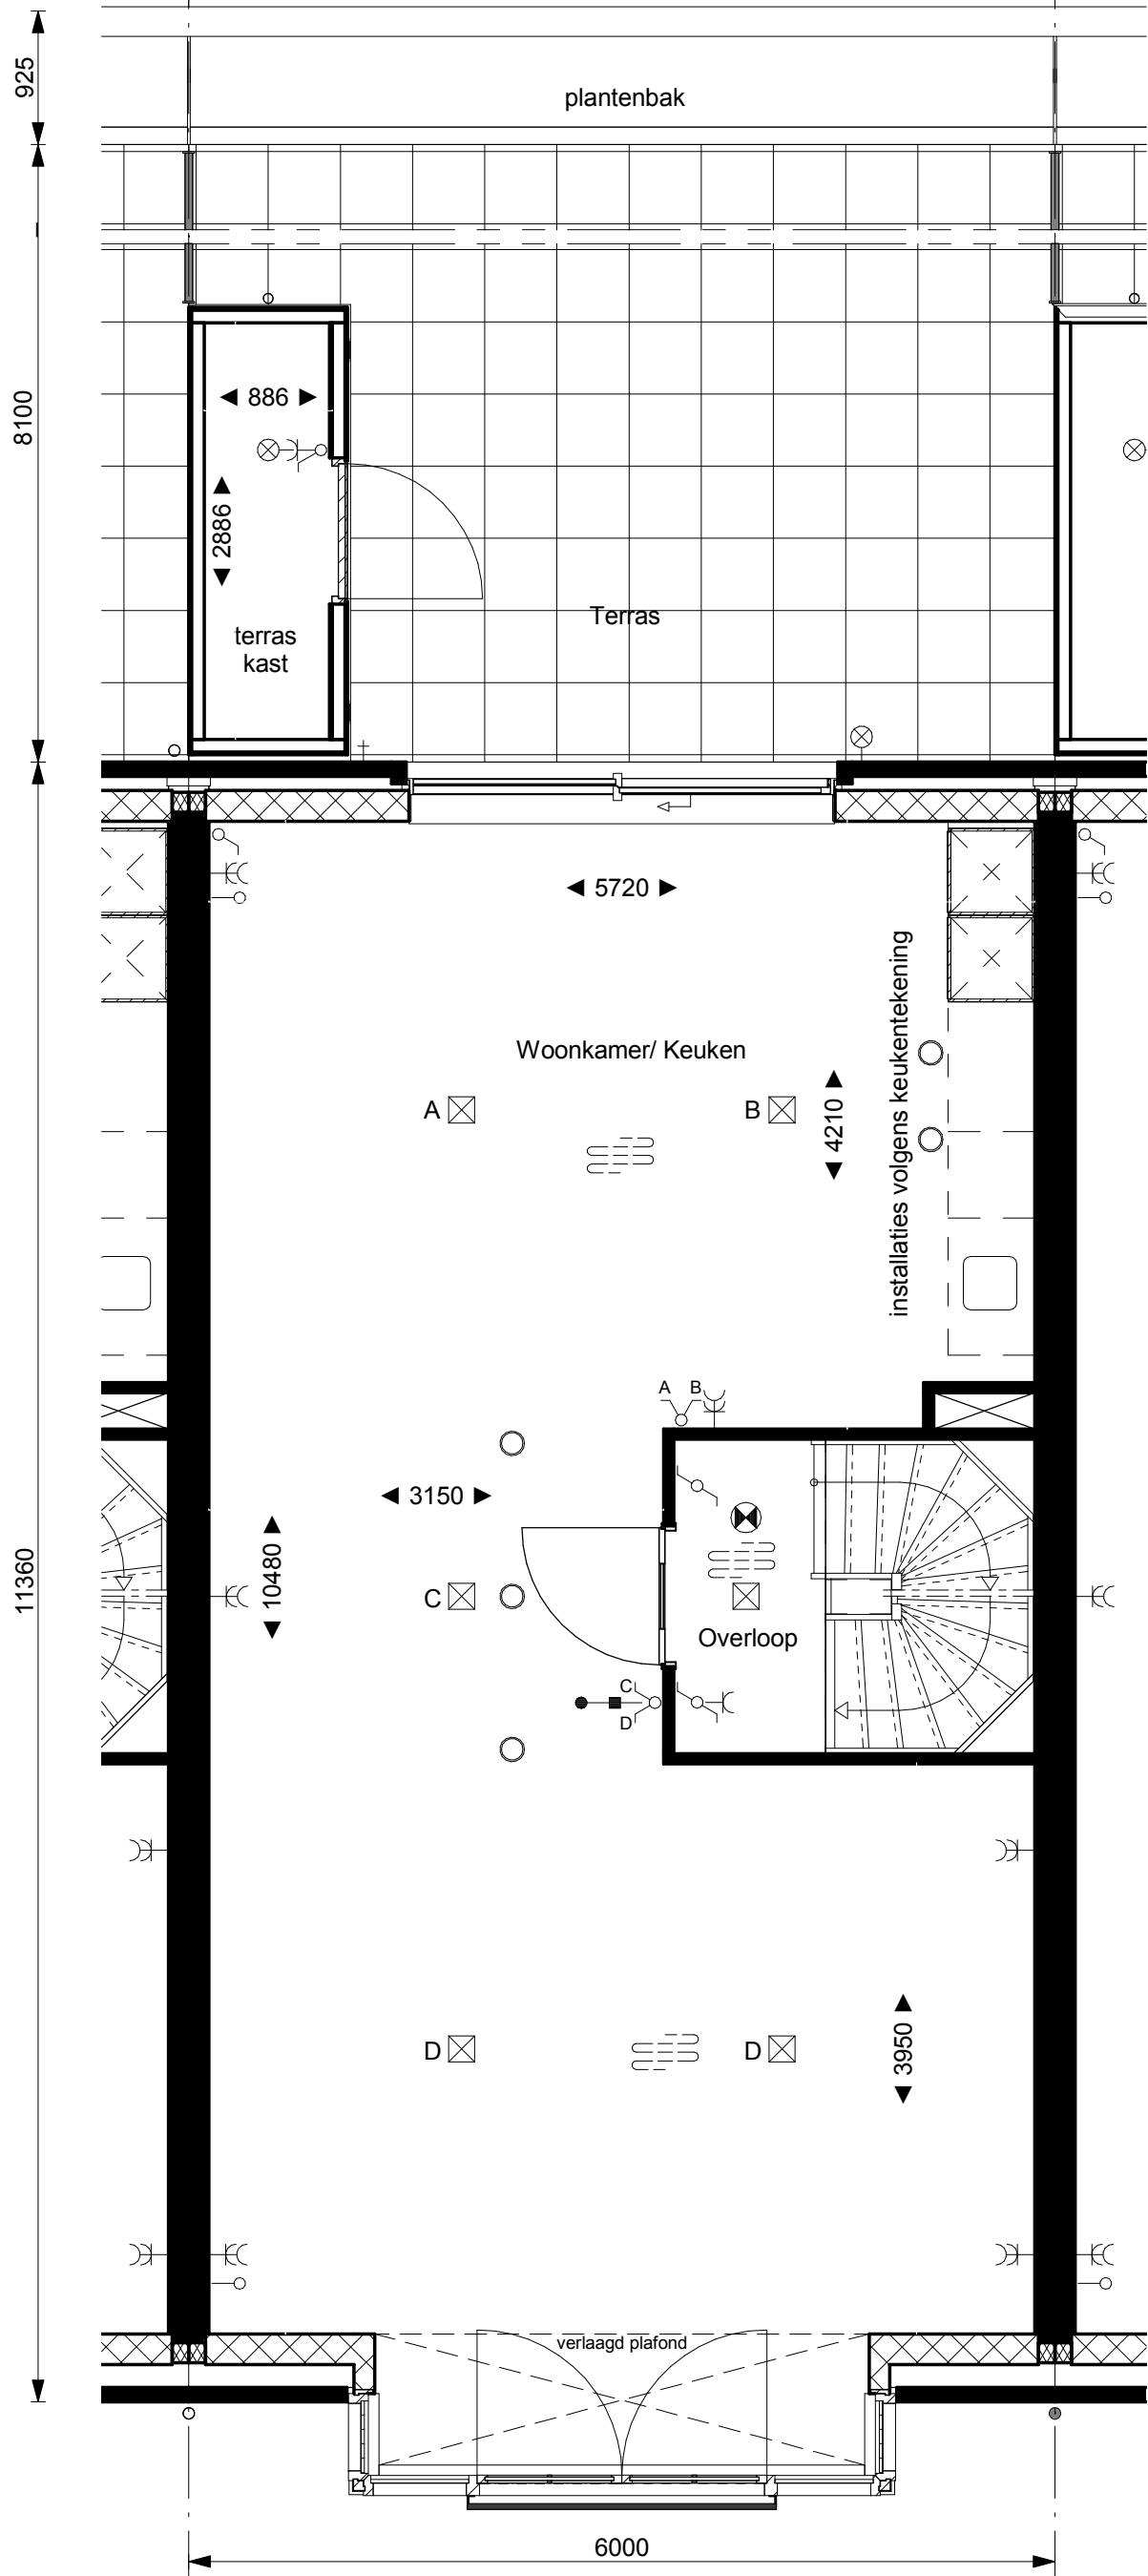 925
plantenbak
8100
886
2886
terras
kast
Terras
5720
installaties volgens keukentekening
Woonkamer/ Keuken
A
B
4210
A B
3150
11360
10480
C
Overloop
C
D
D
D
3950
verlaagd plafond
6000